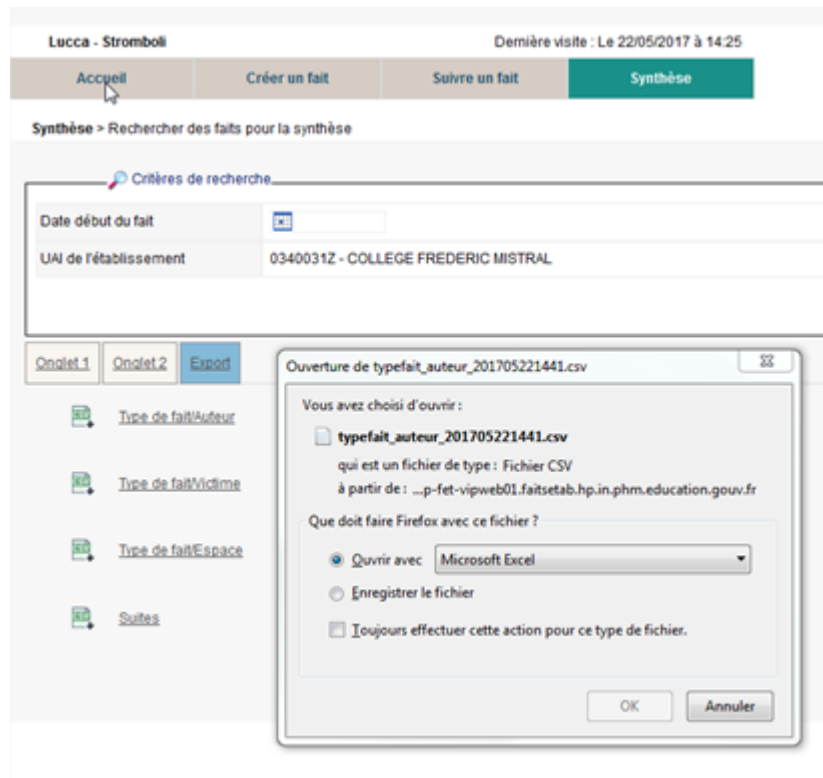 Lucca - Stromboli
Dernière visite : Le 22/05/2017 à 14:25
Accueil
Créer un fait
Suivre un fait
Synthèse
Synthèse > Rechercher des faits pour la synthèse
Critères de recherche
Date début du fait
UAI de l'établissement
0340031Z - COLLEGE FREDERIC MISTRAL
Onglet 1
Onglet 2
Export
Type de fait/Auteur
Type de fait/Victime
Type de fait/Espace
Suites
Ouverture de typefait_auteur_201705221441.csv
Vous avez choisi d'ouvrir :
typefait_auteur_201705221441.csv
qui est un fichier de type : Fichier CSV
à partir de : ...p-fet-vipweb01.faitsetab.hp.in.phm.education.gouv.fr
Que doit faire Firefox avec ce fichier ?
Ouvrir avec
Microsoft Excel
Enregistrer le fichier
Toujours effectuer cette action pour ce type de fichier.
OK
Annuler